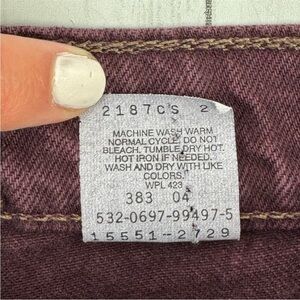 2187C'S 2
MACHINE WASH WARM
NORMAL CYCLE. DO NOT
BLEACH. TUMBLE DRY HOT.
HOT IRON IF NEEDED.
WASH AND DRY WITH LIKE
COLORS.
WPL 423
383 04
532-0697-99497-5
15551-2729